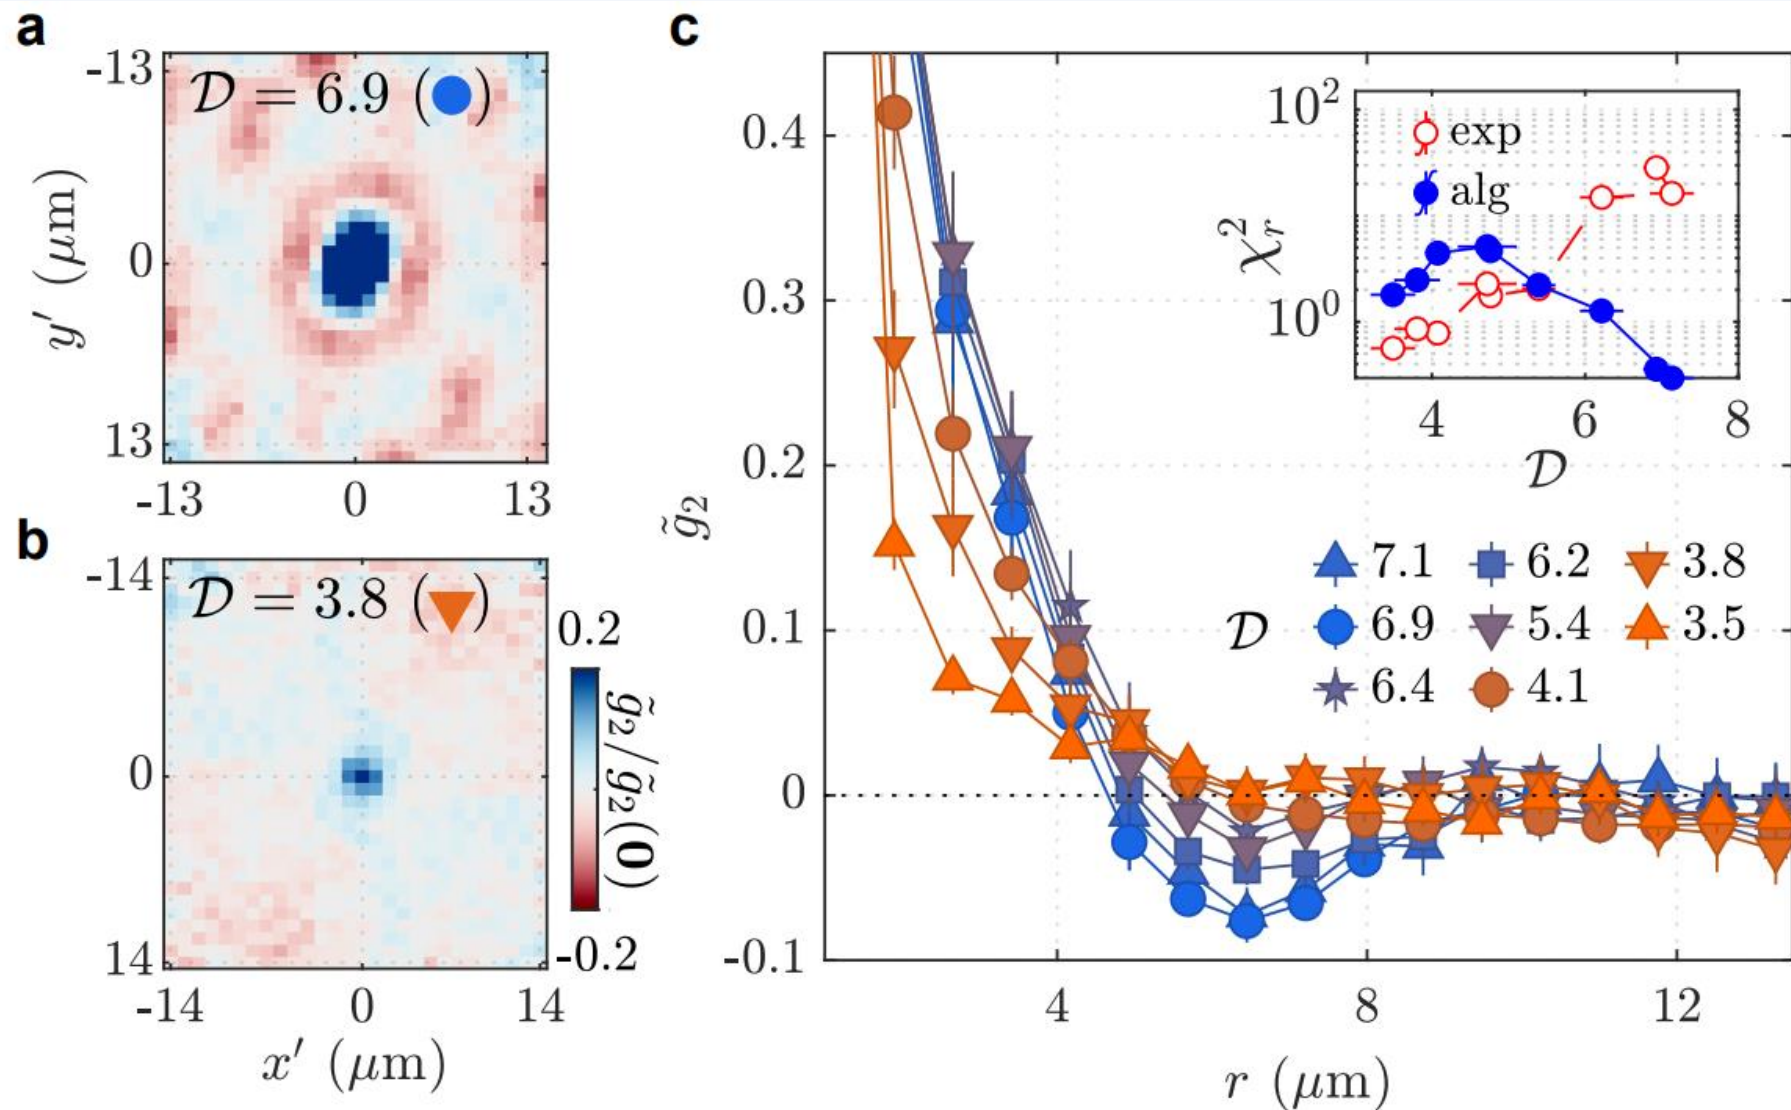 a
𝒟 = 6.9 (●)
-13
0
13
y′ (μm)
-13 0 13
b
𝒟 = 3.8 (▼)
-14
0
14
-14 0 14
x′ (μm)
0.2
g̃₂/g̃₂(𝟎)
-0.2
c
0.4
0.3
0.2
0.1
0
-0.1
g̃₂
4 8 12
r (μm)
10²
10⁰
χ²ᵣ
exp
alg
4 6 8
𝒟
𝒟
7.1 6.2 3.8
6.9 5.4 3.5
6.4 4.1